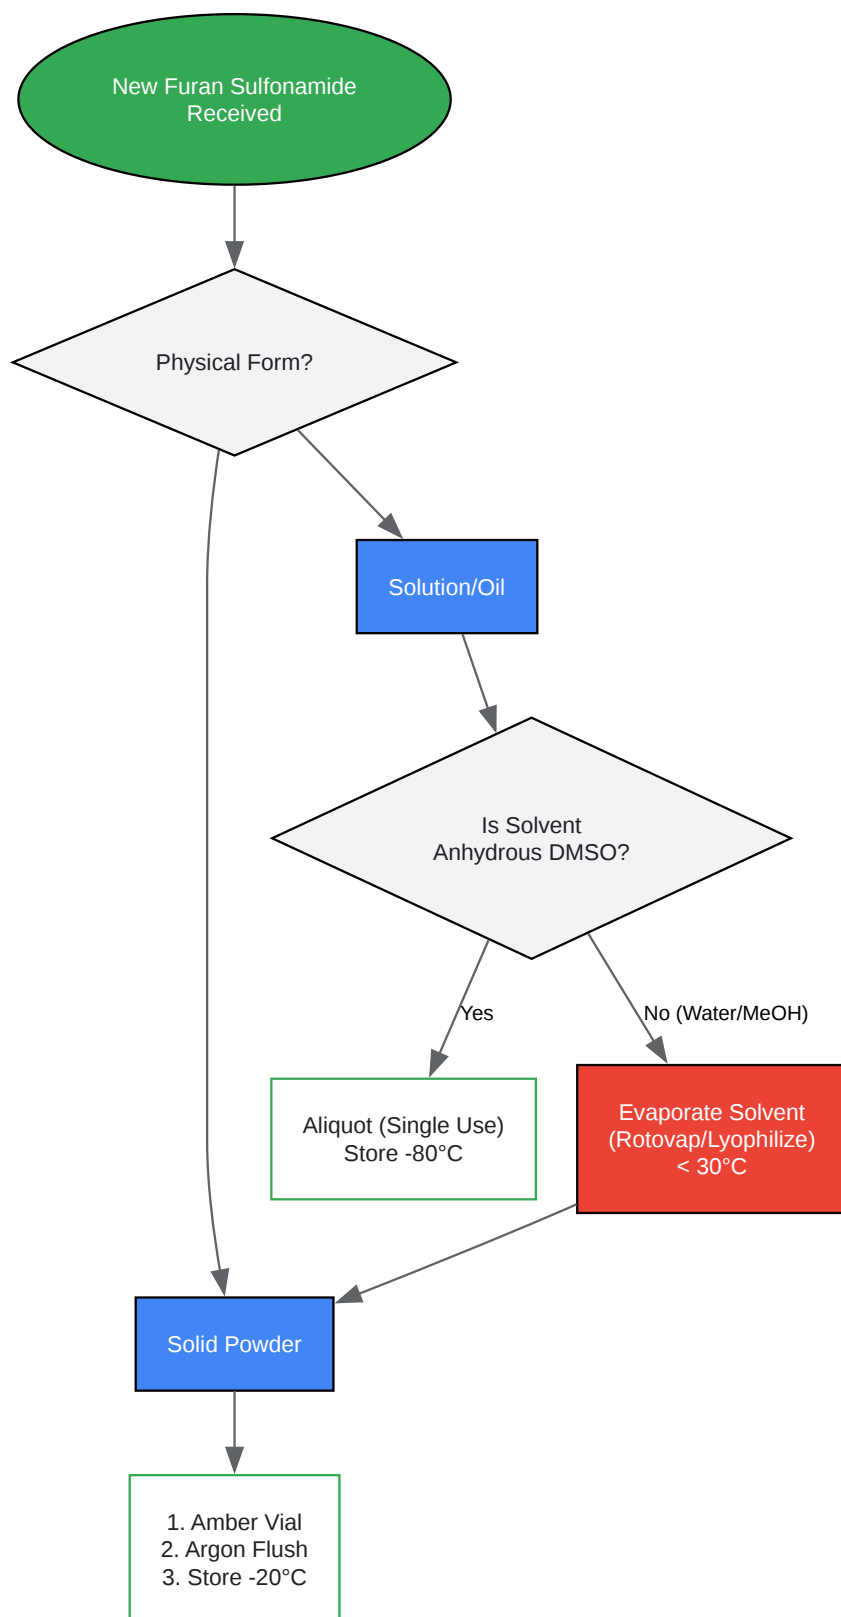 New Furan Sulfonamide
Received
Physical Form?
Solution/Oil
Is Solvent
Anhydrous DMSO?
Yes
No (Water/MeOH)
Aliquot (Single Use)
Store -80°C
Evaporate Solvent
(Rotovap/Lyophilize)
< 30°C
Solid Powder
1. Amber Vial
2. Argon Flush
3. Store -20°C